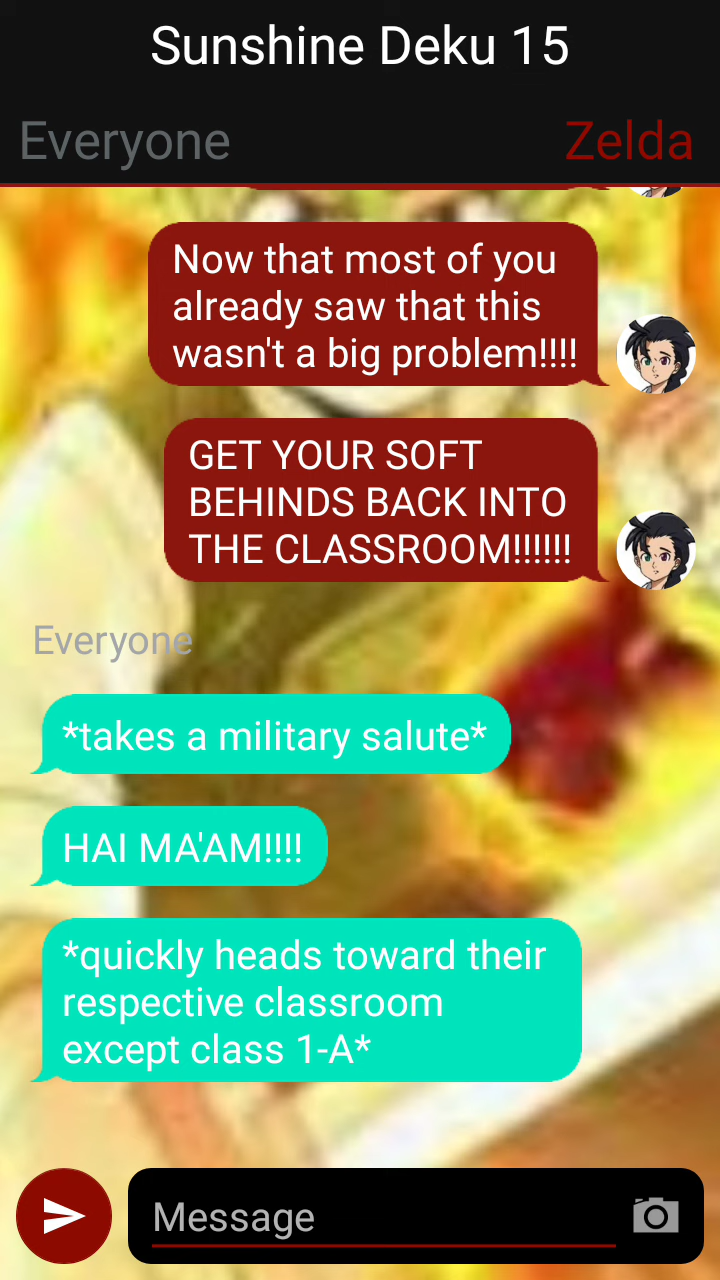 Sunshine Deku 15
Everyone Zelda
Now that most of you
already saw that this
wasn't a big problem!!!!
GET YOUR SOFT
BEHINDS BACK INTO
THE CLASSROOM!!!!!!
Everyone
*takes a military salute*
HAI MA'AM!!!!
*quickly heads toward their
respective classroom
except class 1-A*
Message